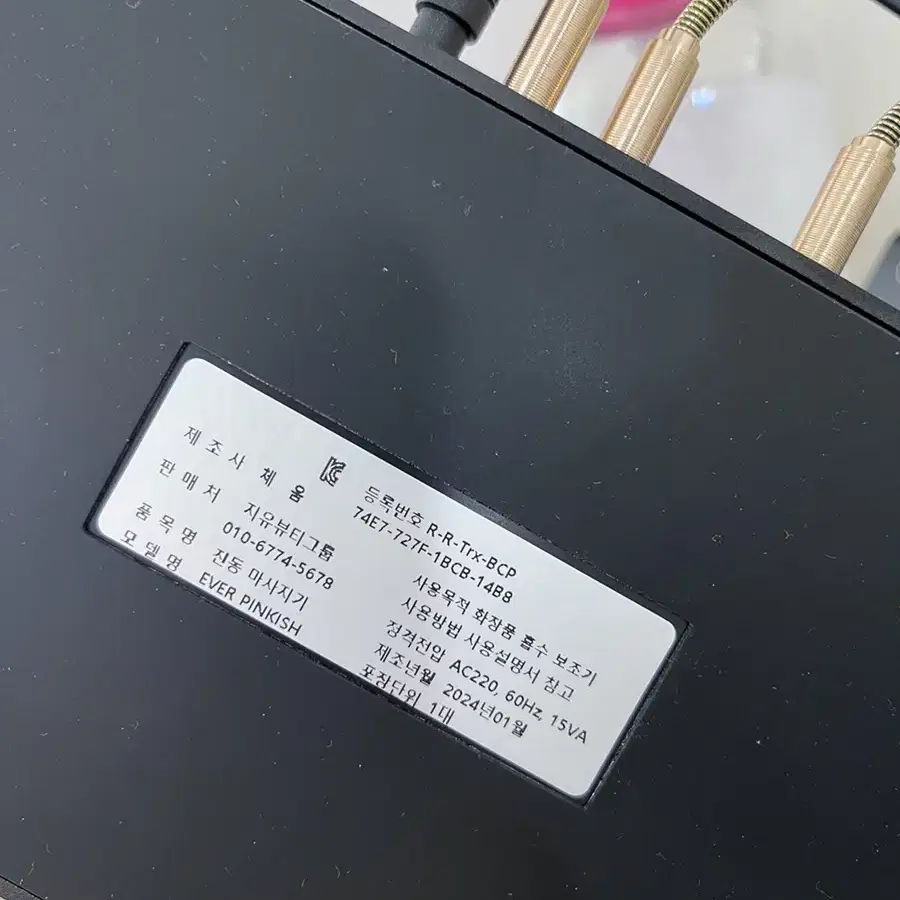 제 조 사 체 움
판 매 처 지유뷰티그룹
010-6774-5678
품 목 명 진동 마사지기
모 델 명 EVER PINKISH
등록번호 R-R-Trx-BCP
74E7-727F-1BCB-14B8
사용목적 화장품 흡수 보조기
사용방법 사용설명서 참고
정격전압 AC220, 60Hz, 15VA
제조년월 2024년01월
포장단위 1대